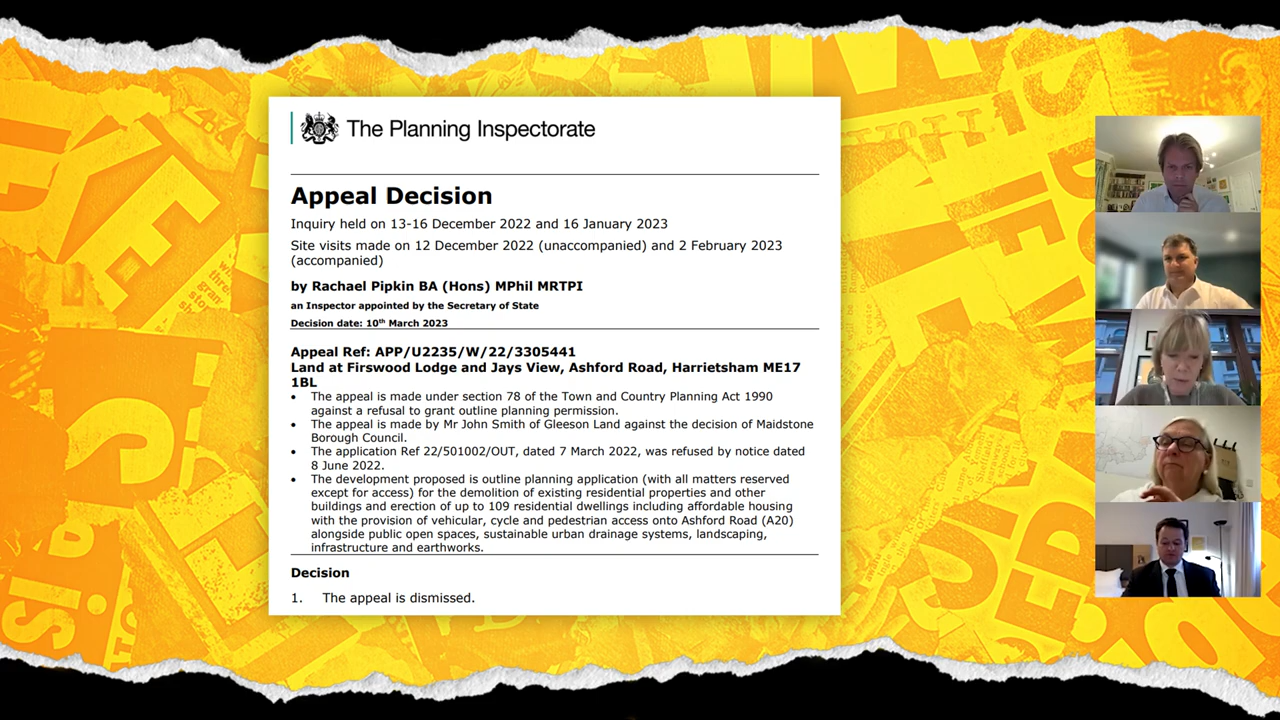 The Planning Inspectorate
Appeal Decision
Inquiry held on 13-16 December 2022 and 16 January 2023
Site visits made on 12 December 2022 (unaccompanied) and 2 February 2023
(accompanied)
by Rachael Pipkin BA (Hons) MPhil MRTPI
an Inspector appointed by the Secretary of State
Decision date: 10th March 2023
Appeal Ref: APP/U2235/W/22/3305441
Land at Firswood Lodge and Jays View, Ashford Road, Harrietsham ME17
1BL
• The appeal is made under section 78 of the Town and Country Planning Act 1990
against a refusal to grant outline planning permission.
• The appeal is made by Mr John Smith of Gleeson Land against the decision of Maidstone
Borough Council.
• The application Ref 22/501002/OUT, dated 7 March 2022, was refused by notice dated
8 June 2022.
• The development proposed is outline planning application (with all matters reserved
except for access) for the demolition of existing residential properties and other
buildings and erection of up to 109 residential dwellings including affordable housing
with the provision of vehicular, cycle and pedestrian access onto Ashford Road (A20)
alongside public open spaces, sustainable urban drainage systems, landscaping,
infrastructure and earthworks.
Decision
1. The appeal is dismissed.